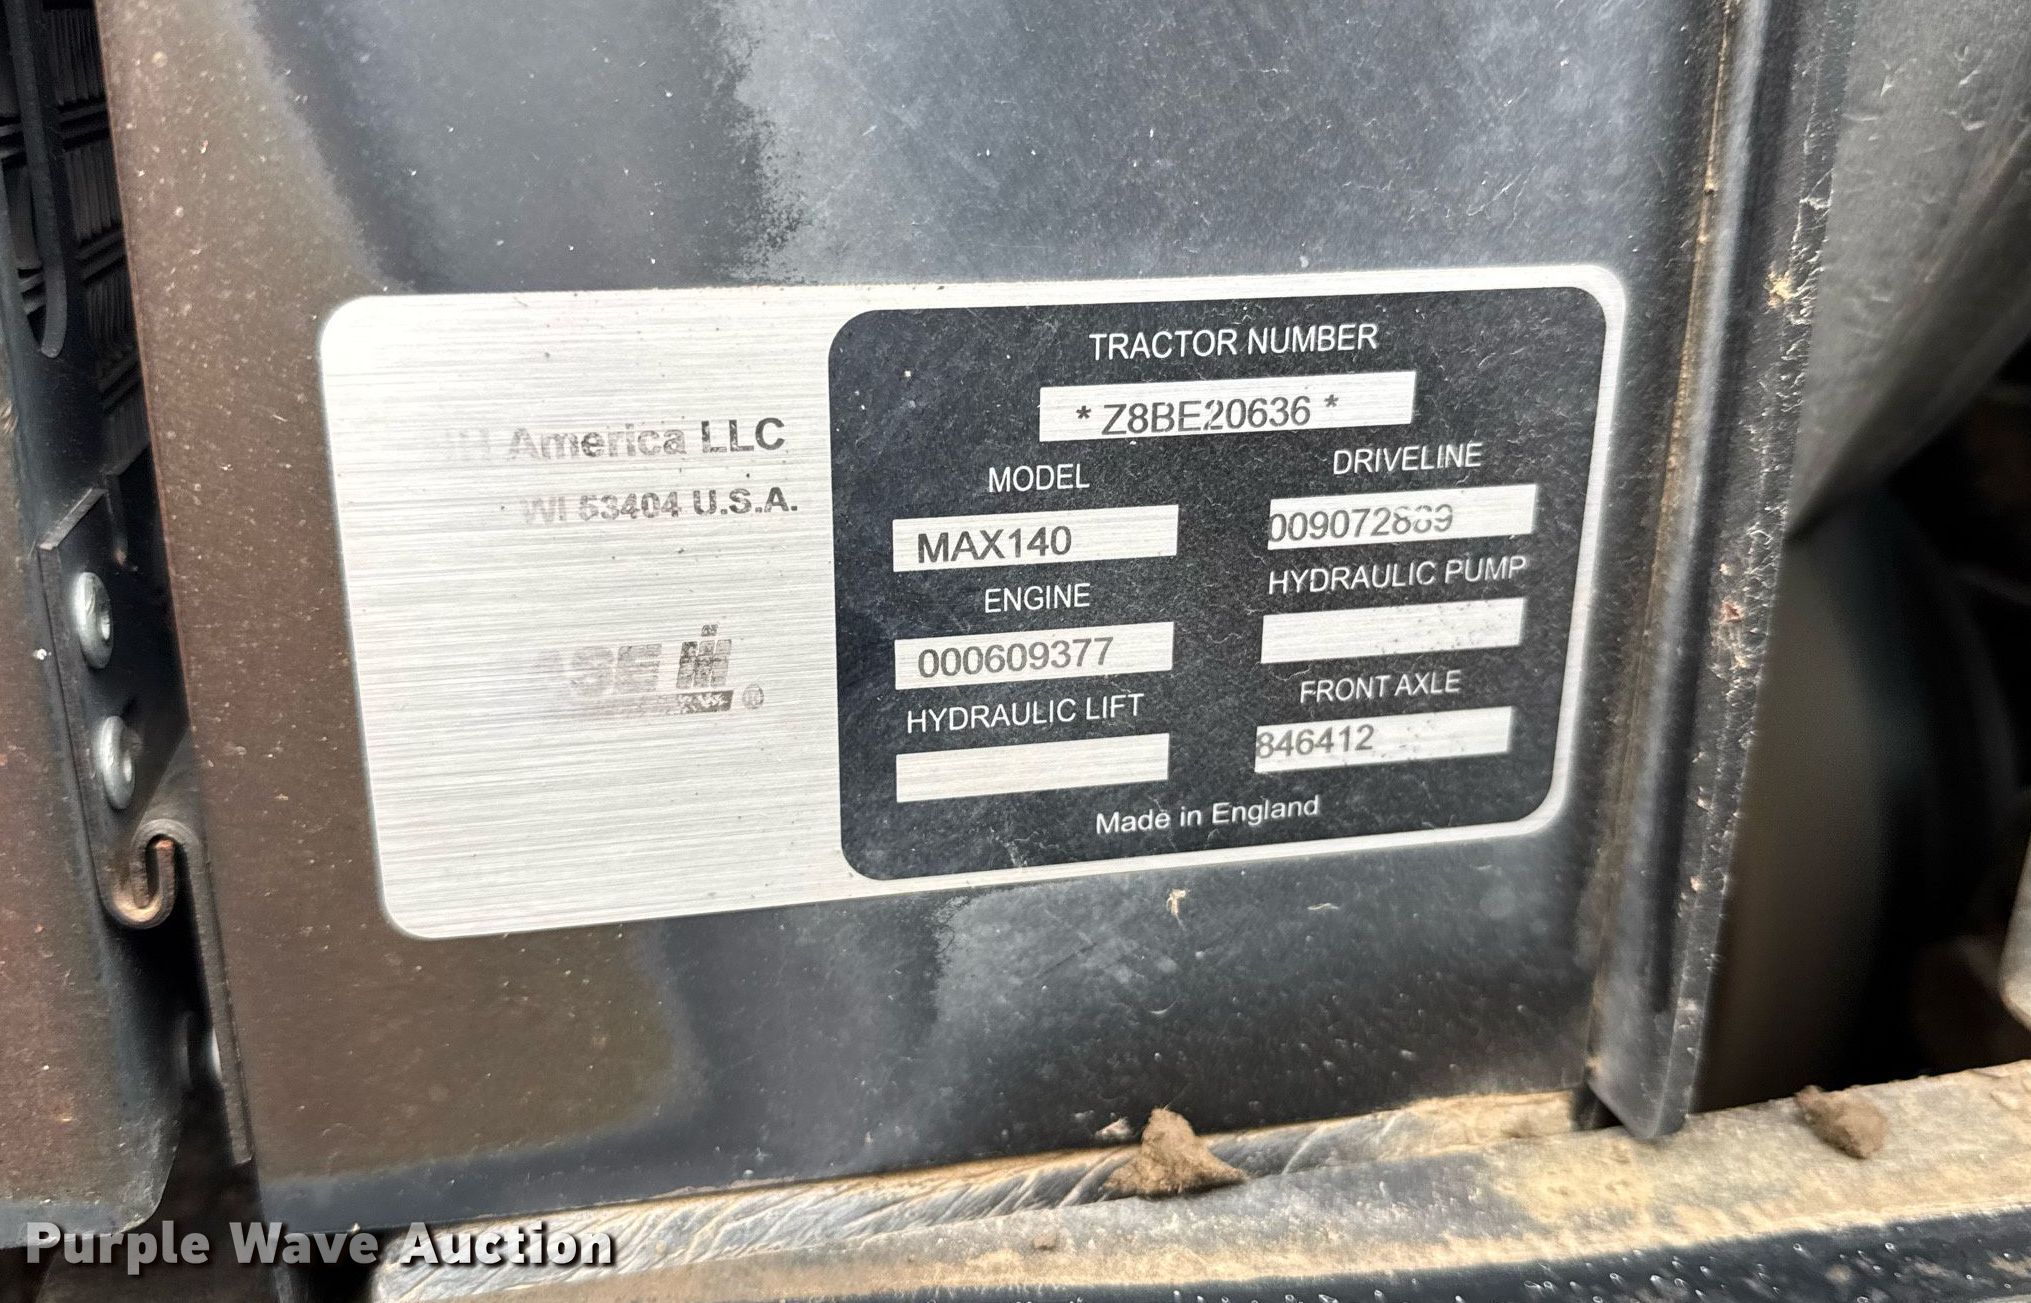 America LLC
WI 53404 U.S.A.
TRACTOR NUMBER
* Z8BE20636 *
MODEL
MAX140
ENGINE
000609377
HYDRAULIC LIFT
DRIVELINE
HYDRAULIC PUMP
FRONT AXLE
846412
Made in England
Purple Wave Auction